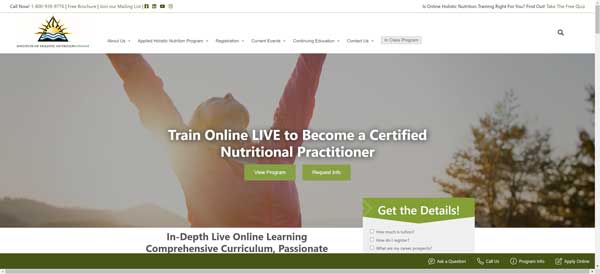 Call Now! 1-800-938-9776 | Free Brochure | Join our Mailing List |
Is Online Holistic Nutrition Training Right For You? Find Out! Take The Free Quiz
INSTITUTE OF HOLISTIC NUTRITION
About Us
Applied Holistic Nutrition Program
Registration
Current Events
Continuing Education
Contact Us
In Class Program
Train Online LIVE to Become a Certified
Nutritional Practitioner
View Program
Request Info
Get the Details!
How much is tuition?
How do I register?
What are my career prospects?
In-Depth Live Online Learning
Comprehensive Curriculum, Passionate
Ask a Question
Call Us
Program Info
Apply Online